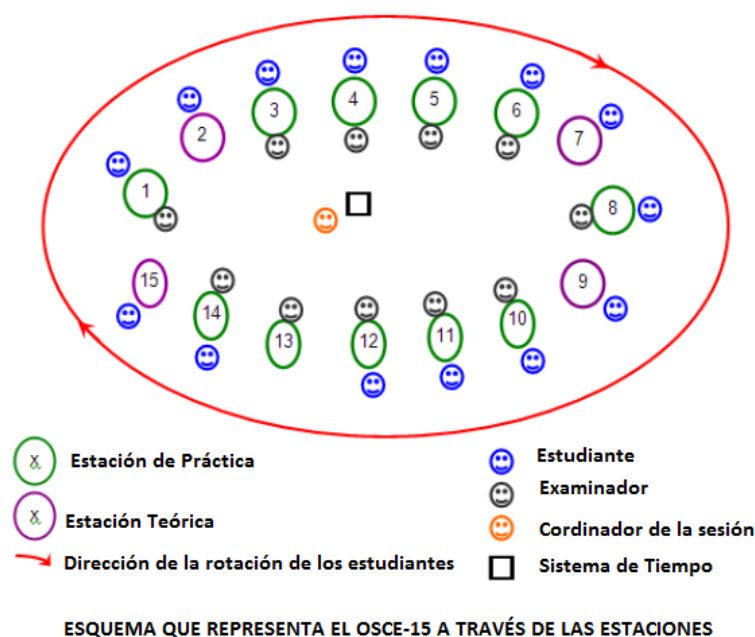 4
5
3
6
2
7
1
8
15
9
14
10
13
12
11
X
Estación de Práctica
X
Estación Teórica
Dirección de la rotación de los estudiantes
Estudiante
Examinador
Cordinador de la sesión
Sistema de Tiempo
ESQUEMA QUE REPRESENTA EL OSCE-15 A TRAVÉS DE LAS ESTACIONES